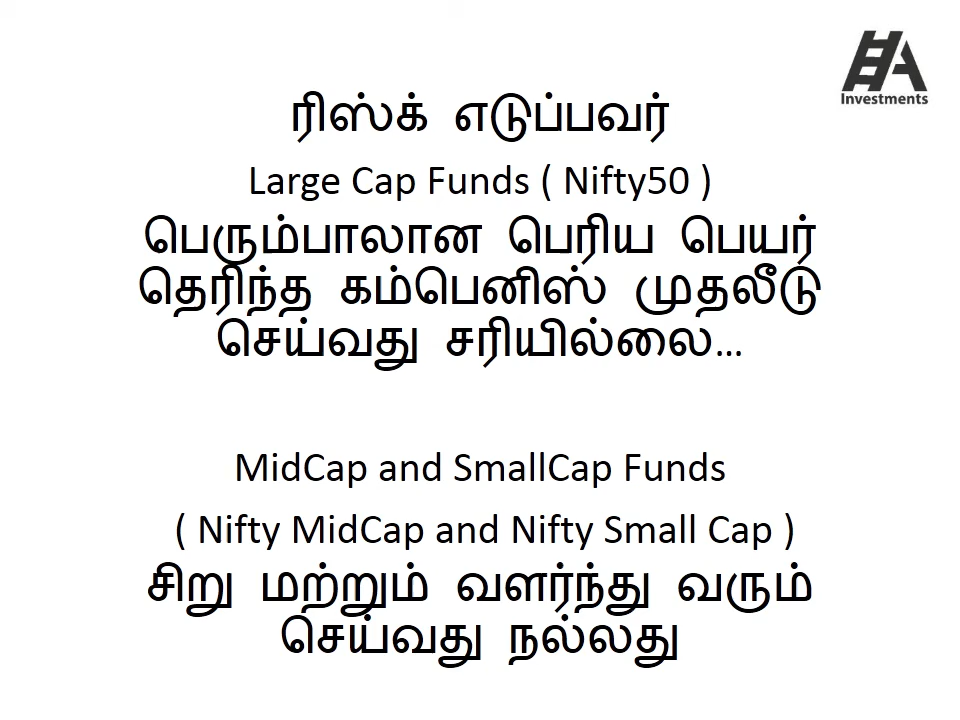 HA
Investments
ரிஸ்க் எடுப்பவர்
Large Cap Funds ( Nifty50 )
பெரும்பாலான பெரிய பெயர்
தெரிந்த கம்பெனிஸ் முதலீடு
செய்வது சரியில்லை...
MidCap and SmallCap Funds
( Nifty MidCap and Nifty Small Cap )
சிறு மற்றும் வளர்ந்து வரும்
செய்வது நல்லது